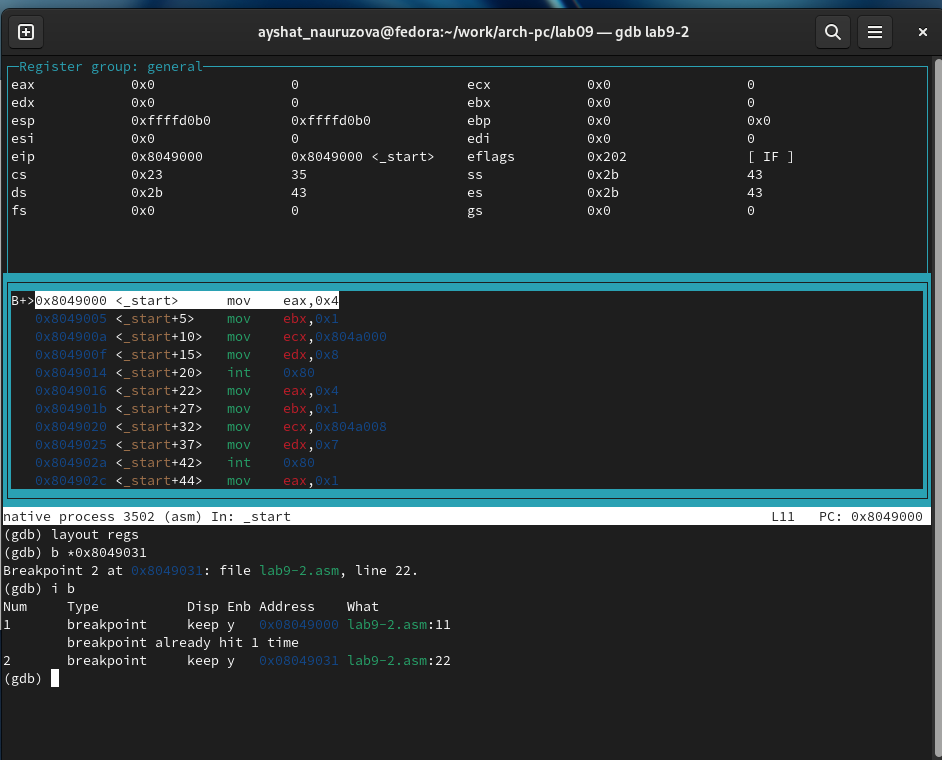 ayshat_nauruzova@fedora:~/work/arch-pc/lab09 — gdb lab9-2
Register group: general
eax 0x0 0 ecx 0x0 0
edx 0x0 0 ebx 0x0 0
esp 0xffffd0b0 0xffffd0b0 ebp 0x0 0x0
esi 0x0 0 edi 0x0 0
eip 0x8049000 0x8049000 <_start> eflags 0x202 [ IF ]
cs 0x23 35 ss 0x2b 43
ds 0x2b 43 es 0x2b 43
fs 0x0 0 gs 0x0 0
B+>0x8049000 <_start> mov eax,0x4
0x8049005 <_start+5> mov ebx,0x1
0x804900a <_start+10> mov ecx,0x804a000
0x804900f <_start+15> mov edx,0x8
0x8049014 <_start+20> int 0x80
0x8049016 <_start+22> mov eax,0x4
0x804901b <_start+27> mov ebx,0x1
0x8049020 <_start+32> mov ecx,0x804a008
0x8049025 <_start+37> mov edx,0x7
0x804902a <_start+42> int 0x80
0x804902c <_start+44> mov eax,0x1
native process 3502 (asm) In: _start L11 PC: 0x8049000
(gdb) layout regs
(gdb) b *0x8049031
Breakpoint 2 at 0x8049031: file lab9-2.asm, line 22.
(gdb) i b
Num Type Disp Enb Address What
1 breakpoint keep y 0x08049000 lab9-2.asm:11
breakpoint already hit 1 time
2 breakpoint keep y 0x08049031 lab9-2.asm:22
(gdb)